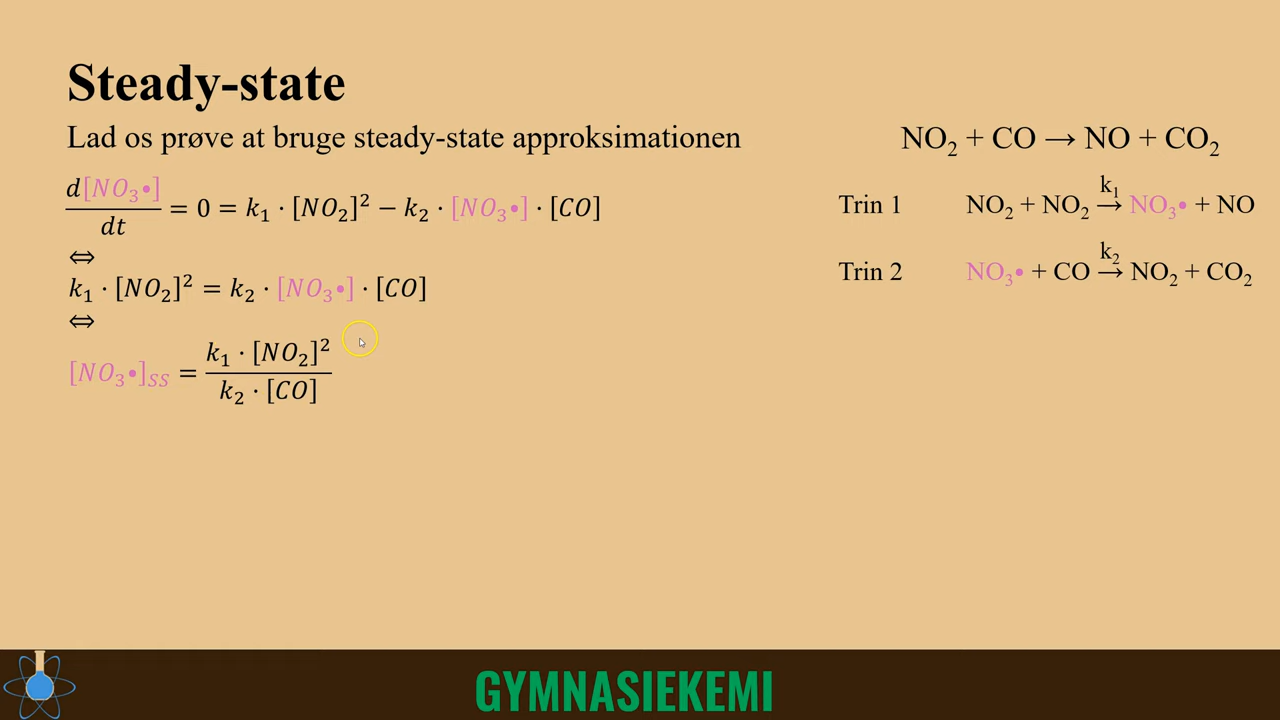 Steady-state
Lad os prøve at bruge steady-state approksimationen
d[NO₃•]/dt = 0 = k₁ · [NO₂]² − k₂ · [NO₃•] · [CO]
⇔
k₁ · [NO₂]² = k₂ · [NO₃•] · [CO]
⇔
[NO₃•]SS = k₁ · [NO₂]² / k₂ · [CO]
NO₂ + CO → NO + CO₂
k₁
Trin 1 NO₂ + NO₂ → NO₃• + NO
k₂
Trin 2 NO₃• + CO → NO₂ + CO₂
GYMNASIEKEMI